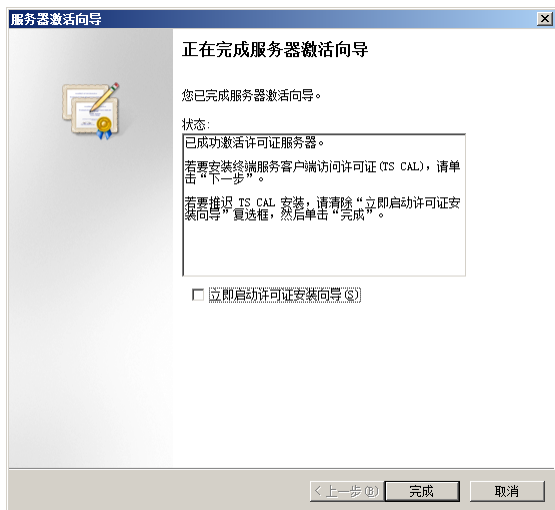 服务器激活向导
正在完成服务器激活向导
您已完成服务器激活向导。
状态:
已成功激活许可证服务器。
若要安装终端服务客户端访问许可证(TS CAL)，请单
击“下一步”。
若要推迟 TS CAL 安装，请清除“立即启动许可证安
装向导”复选框，然后单击“完成”。
立即启动许可证安装向导(S)
< 上一步(B)
完成
取消